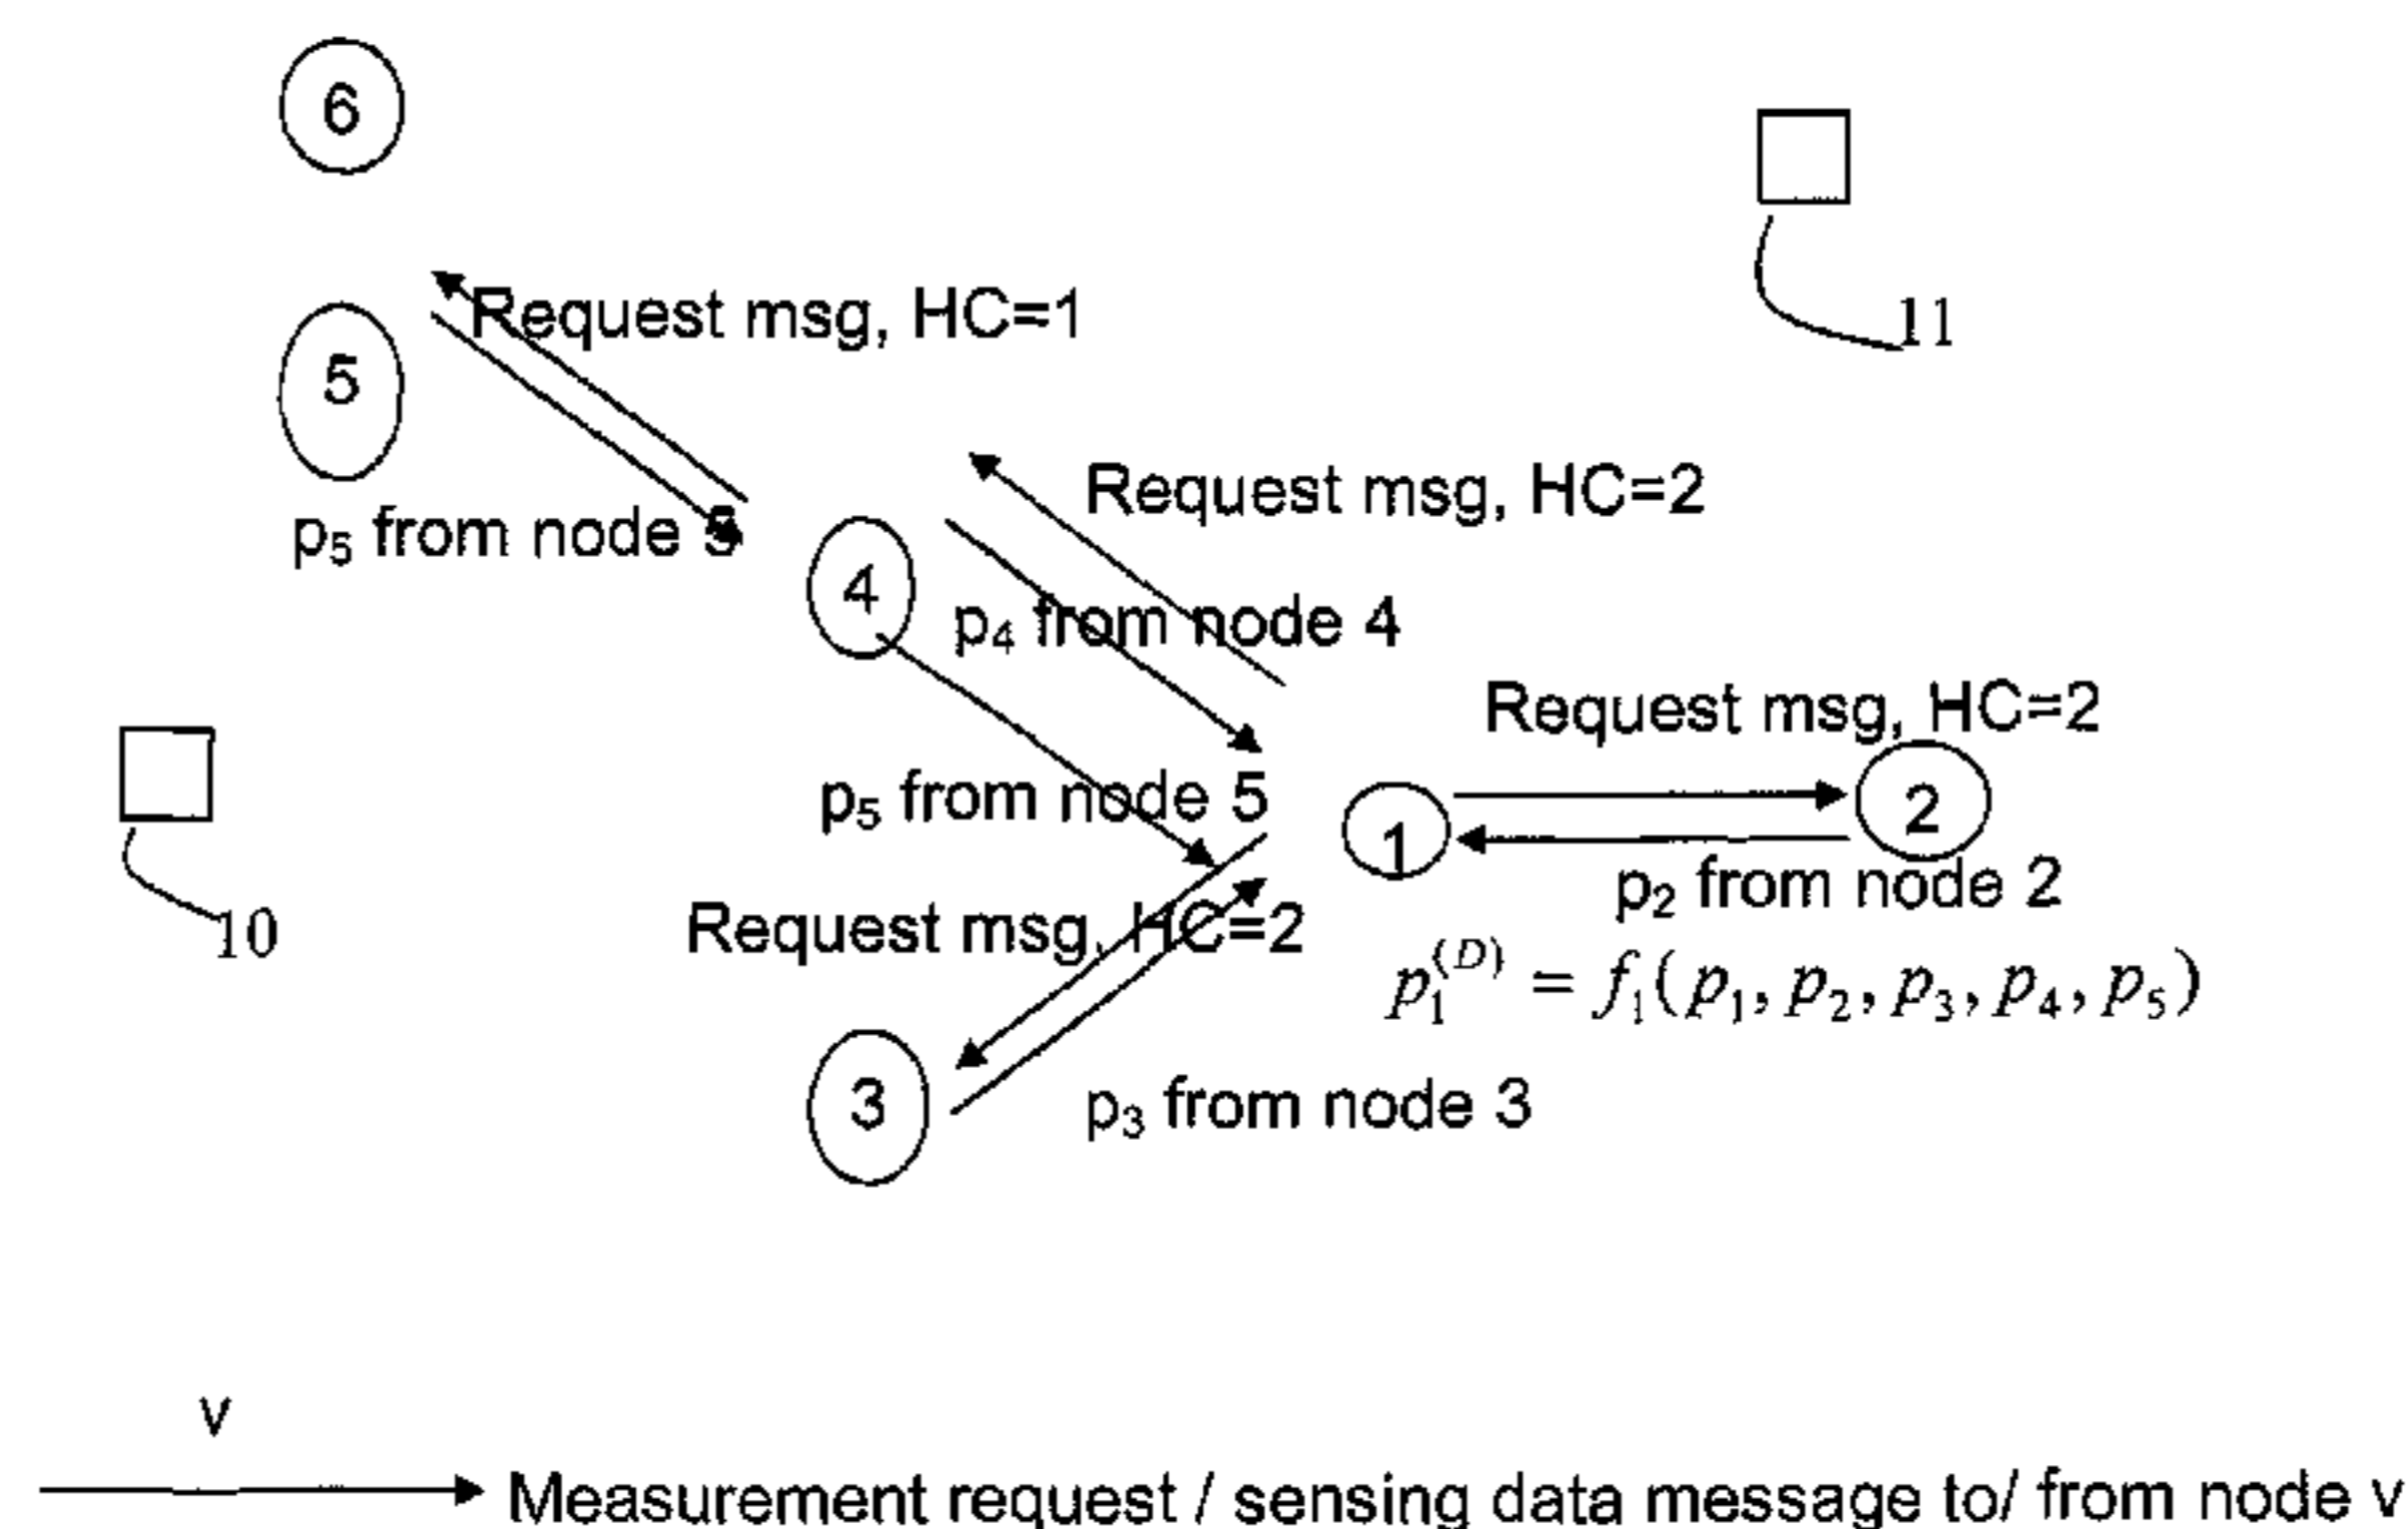 6
Request msg, HC=1
11
5
p₅ from node 5
Request msg, HC=2
4
p₄ from node 4
Request msg, HC=2
p₅ from node 5
1
2
p₂ from node 2
10
Request msg, HC=2
p₁⁽ᴰ⁾ = f₁(p₁, p₂, p₃, p₄, p₅)
3
p₃ from node 3
v
Measurement request / sensing data message to/ from node v